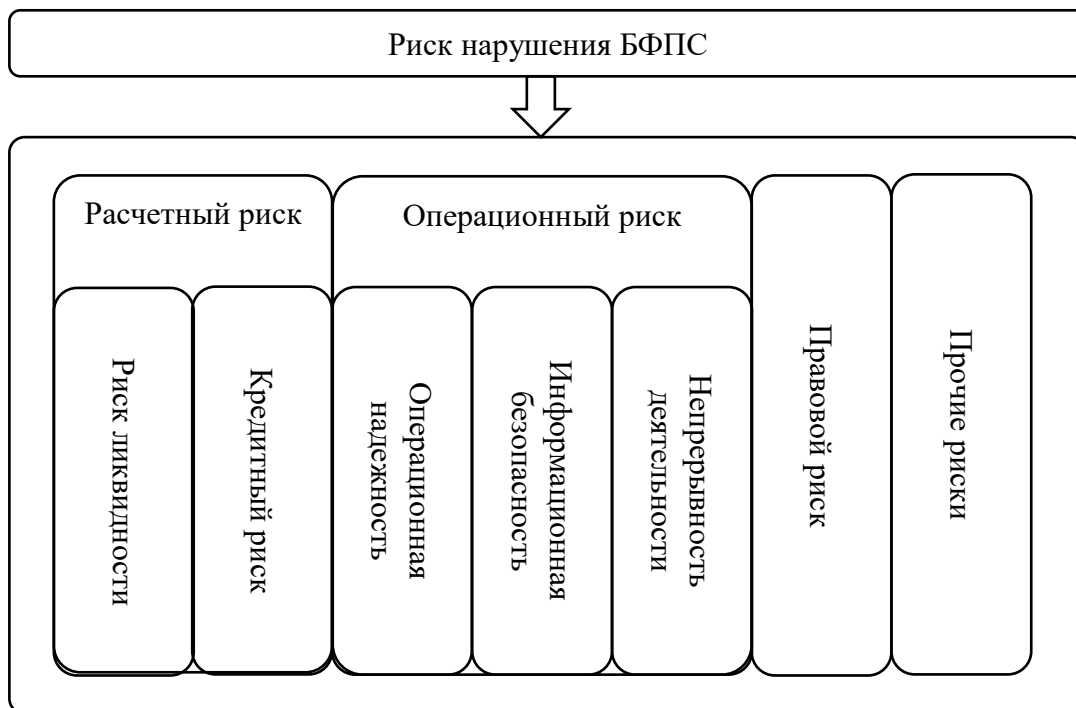 Риск нарушения БФПС
Расчетный риск
Операционный риск
Риск ликвидности
Кредитный риск
Операционная
надежность
Информационная
безопасность
Непрерывность
деятельности
Правовой риск
Прочие риски